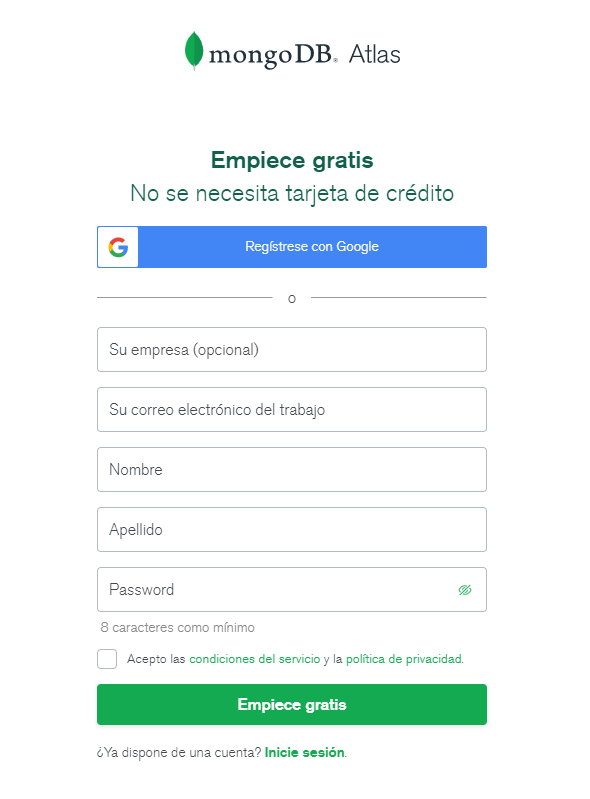 mongoDB® Atlas
Empiece gratis
No se necesita tarjeta de crédito
Regístrese con Google
o
Su empresa (opcional)
Su correo electrónico del trabajo
Nombre
Apellido
Password
8 caracteres como mínimo
Acepto las condiciones del servicio y la política de privacidad.
Empiece gratis
¿Ya dispone de una cuenta? Inicie sesión.